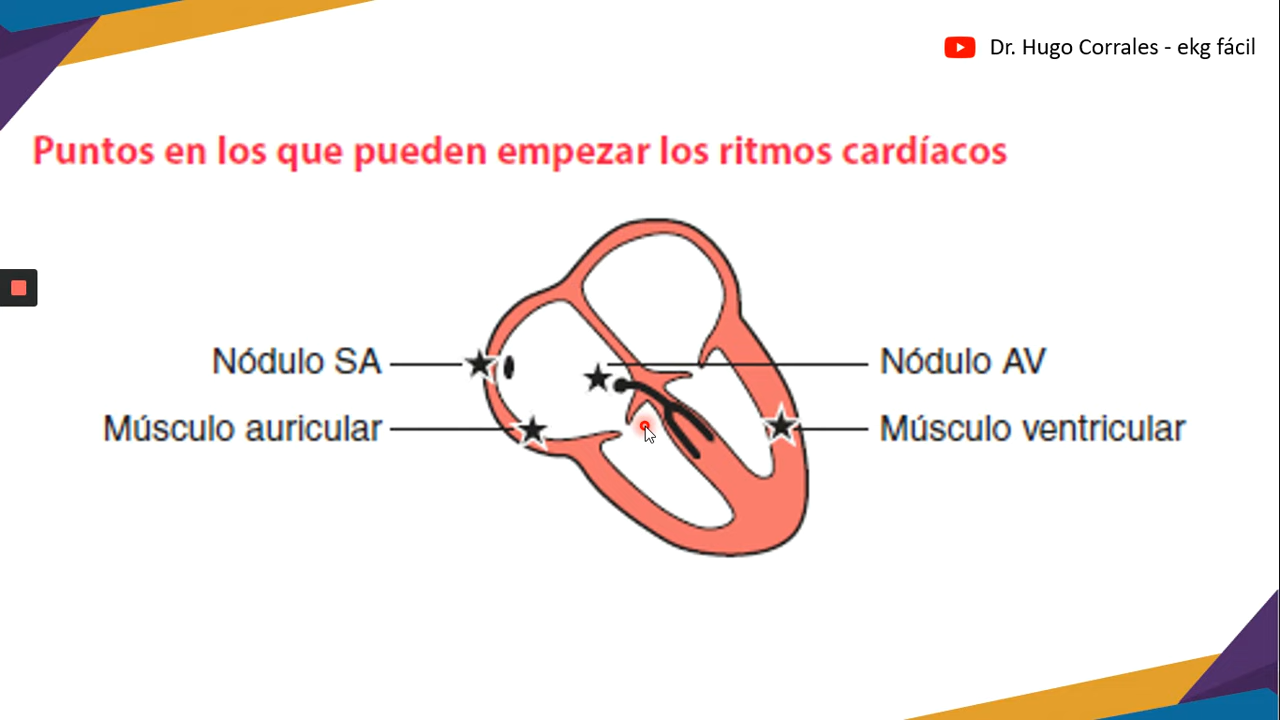 Dr. Hugo Corrales - ekg fácil
Puntos en los que pueden empezar los ritmos cardíacos
Nódulo SA
Nódulo AV
Músculo auricular
Músculo ventricular